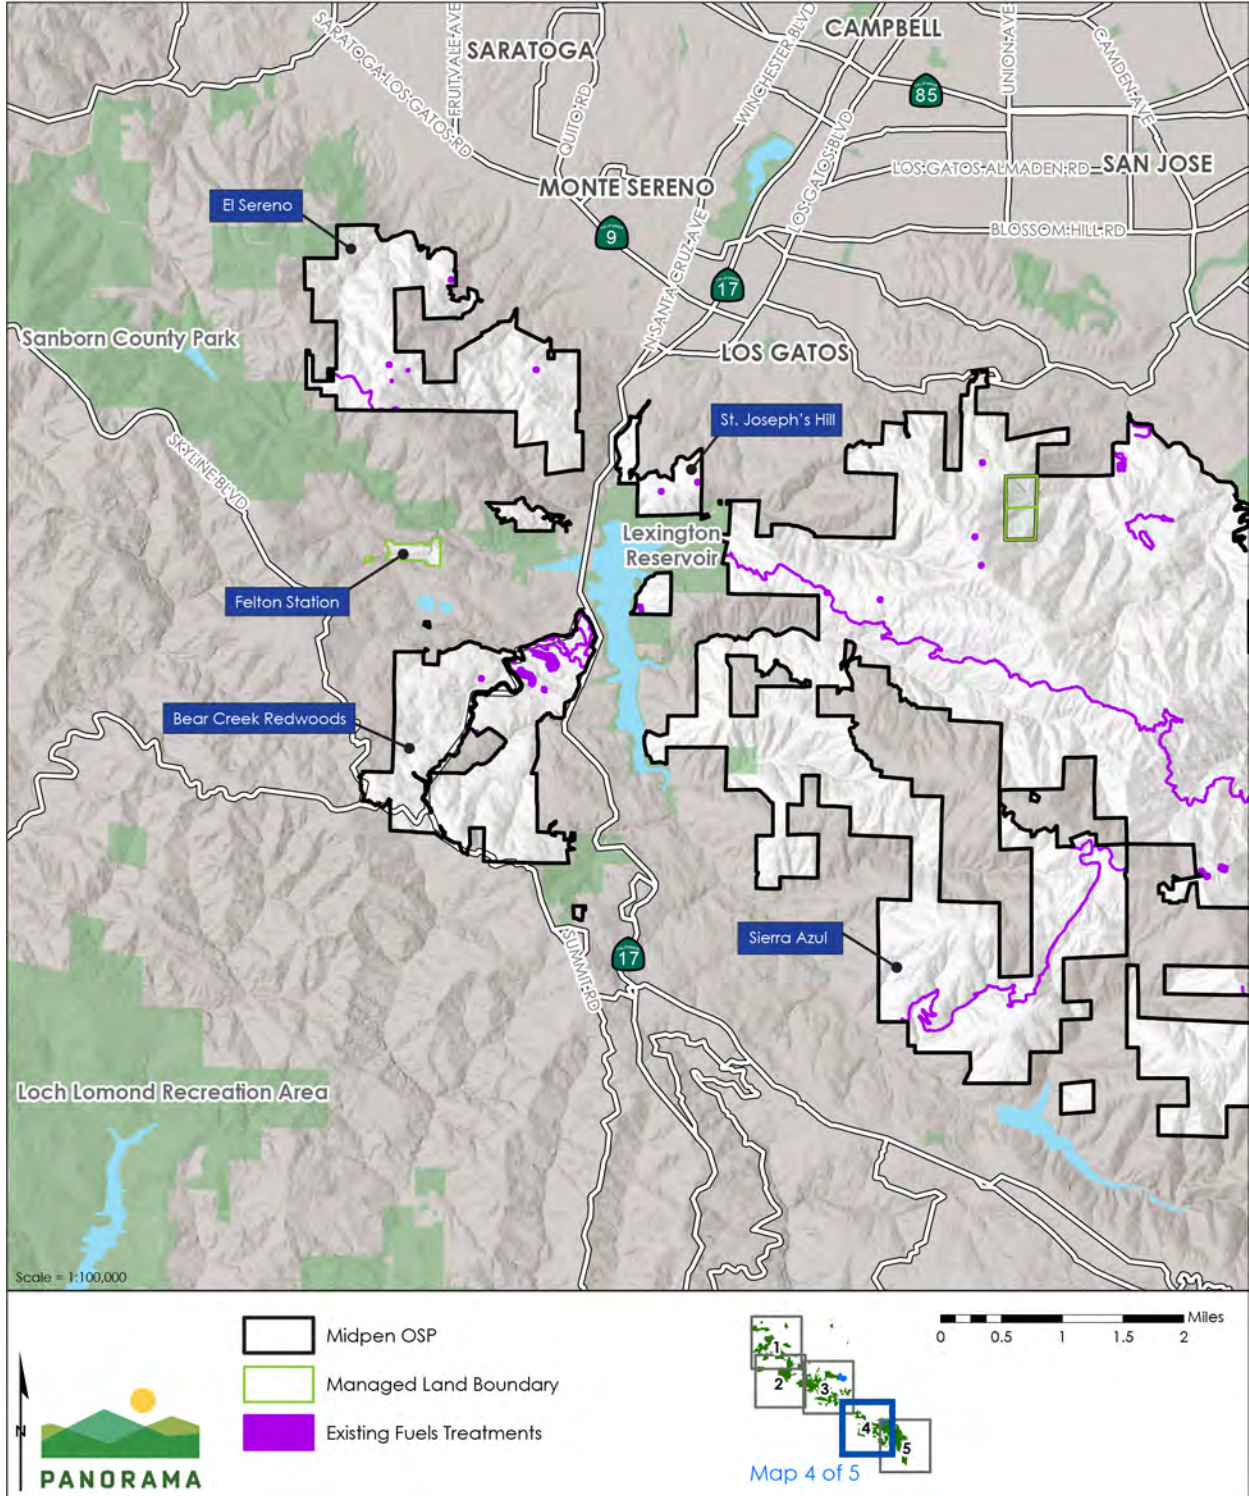 SARATOGA-LOS GATOS RD
FRUITVALE AVE
SARATOGA
QUITO RD
WINCHESTER BLVD
CAMPBELL
CALIFORNIA
85
UNION AVE
CAMDEN AVE
LOS GATOS BLVD
LOS GATOS ALMADEN RD
SAN JOSE
MONTE SERENO
El Sereno
CALIFORNIA
9
BLOSSOM HILL RD
N SANTA CRUZ AVE
CALIFORNIA
17
Sanborn County Park
LOS GATOS
St. Joseph's Hill
SKYLINE BLVD
Lexington
Reservoir
Felton Station
Bear Creek Redwoods
Sierra Azul
SUMMIT RD
CALIFORNIA
17
Loch Lomond Recreation Area
Scale = 1:100,000
N
PANORAMA
Midpen OSP
Managed Land Boundary
Existing Fuels Treatments
1
2
3
4
5
Map 4 of 5
Miles
0 0.5 1 1.5 2